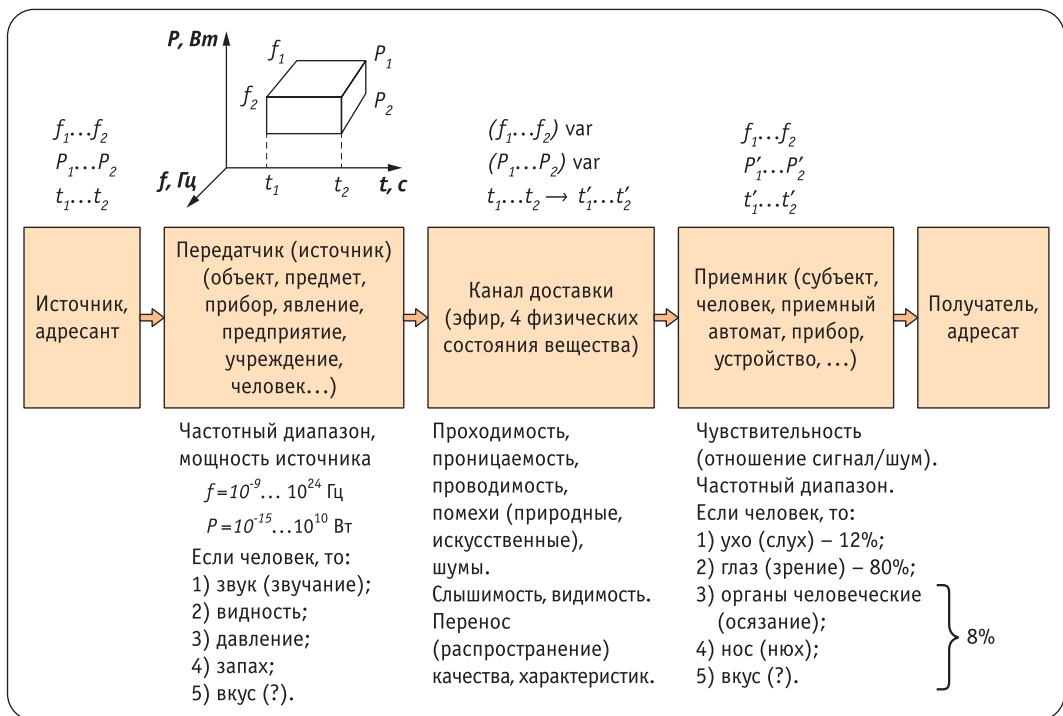 P, Вт
f₁
P₁
f₂
P₂
f, Гц
t₁
t₂
t, с
f₁…f₂
P₁…P₂
t₁…t₂
(f₁…f₂) var
(P₁…P₂) var
t₁…t₂ → t′₁…t′₂
f₁…f₂
P′₁…P′₂
t′₁…t′₂
Источник,
адресант
Передатчик (источник)
(объект, предмет,
прибор, явление,
предприятие,
учреждение,
человек…)
Канал доставки
(эфир, 4 физических
состояния вещества)
Приемник (субъект,
человек, приемный
автомат, прибор,
устройство, …)
Получатель,
адресат
Частотный диапазон,
мощность источника
f =10⁻⁹… 10²⁴ Гц
P =10⁻¹⁵…10¹⁰ Вт
Если человек, то:
1) звук (звучание);
2) видность;
3) давление;
4) запах;
5) вкус (?).
Проходимость,
проницаемость,
проводимость,
помехи (природные,
искусственные),
шумы.
Слышимость, видимость.
Перенос
(распространение)
качества, характеристик.
Чувствительность
(отношение сигнал/шум).
Частотный диапазон.
Если человек, то:
1) ухо (слух) – 12%;
2) глаз (зрение) – 80%;
3) органы человеческие
(осязание);
4) нос (нюх);
5) вкус (?).
8%